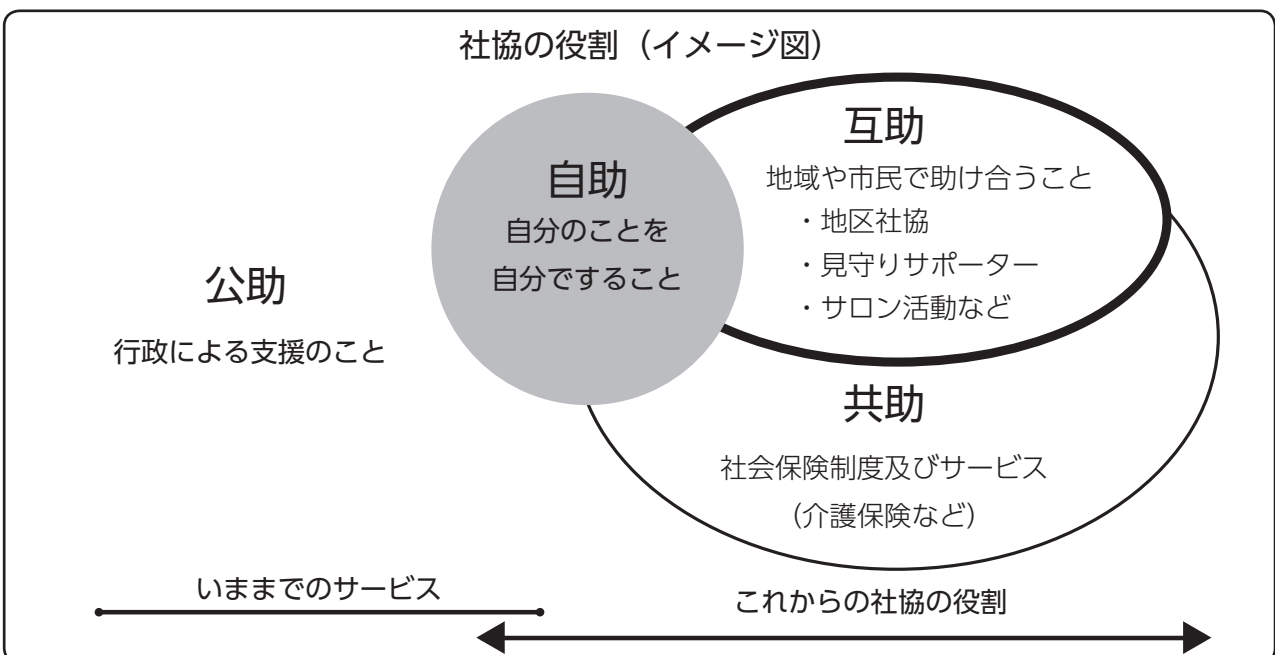 社協の役割（イメージ図）
公助
行政による支援のこと
自助
自分のことを
自分ですること
互助
地域や市民で助け合うこと
・地区社協
・見守りサポーター
・サロン活動など
共助
社会保険制度及びサービス
（介護保険など）
いままでのサービス
これからの社協の役割